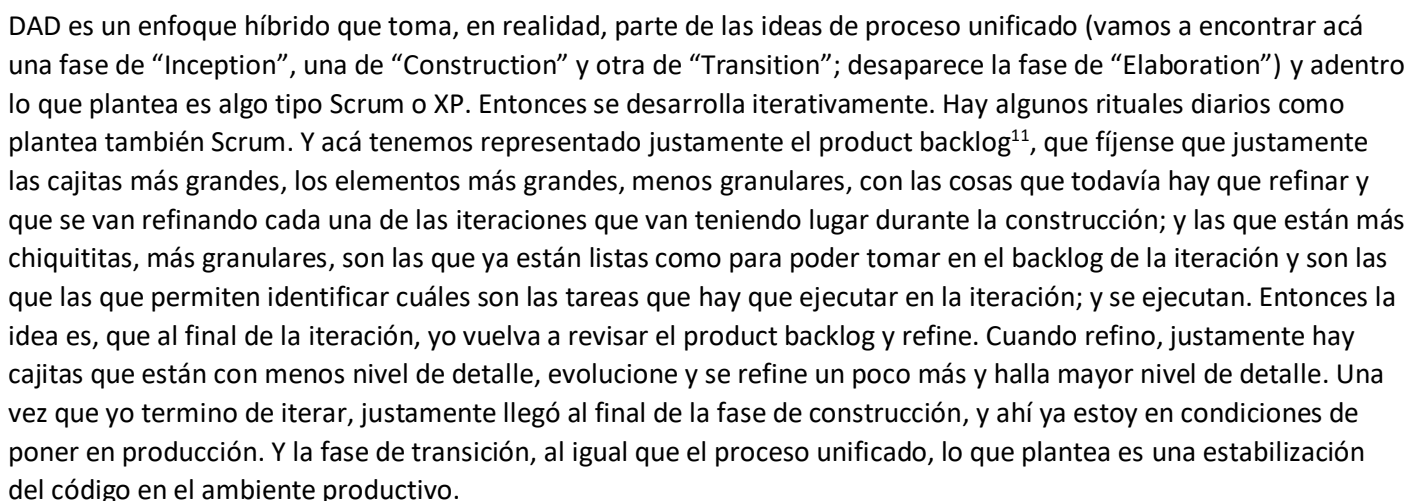 DAD es un enfoque híbrido que toma, en realidad, parte de las ideas de proceso unificado (vamos a encontrar acá
una fase de “Inception”, una de “Construction” y otra de “Transition”; desaparece la fase de “Elaboration”) y adentro
lo que plantea es algo tipo Scrum o XP. Entonces se desarrolla iterativamente. Hay algunos rituales diarios como
plantea también Scrum. Y acá tenemos representado justamente el product backlog¹¹, que fíjense que justamente
las cajitas más grandes, los elementos más grandes, menos granulares, con las cosas que todavía hay que refinar y
que se van refinando cada una de las iteraciones que van teniendo lugar durante la construcción; y las que están más
chiquititas, más granulares, son las que ya están listas como para poder tomar en el backlog de la iteración y son las
que las que permiten identificar cuáles son las tareas que hay que ejecutar en la iteración; y se ejecutan. Entonces la
idea es, que al final de la iteración, yo vuelva a revisar el product backlog y refine. Cuando refino, justamente hay
cajitas que están con menos nivel de detalle, evolucione y se refine un poco más y halla mayor nivel de detalle. Una
vez que yo termino de iterar, justamente llegó al final de la fase de construcción, y ahí ya estoy en condiciones de
poner en producción. Y la fase de transición, al igual que el proceso unificado, lo que plantea es una estabilización
del código en el ambiente productivo.